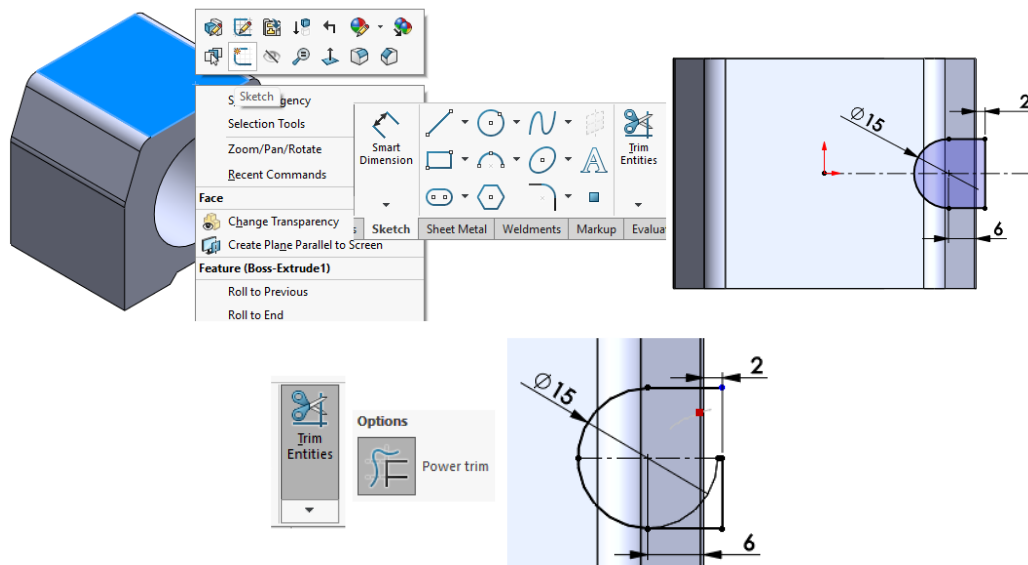 Sketch
S
gency
Selection Tools
Zoom/Pan/Rotate
Recent Commands
Face
Change Transparency
Create Plane Parallel to Screen
Feature (Boss-Extrude1)
Roll to Previous
Roll to End
Smart
Dimension
Trim
Entities
s
Sketch
Sheet Metal
Weldments
Markup
Evaluat
Ø15
2
6
Trim
Entities
Options
Power trim
Ø15
2
6